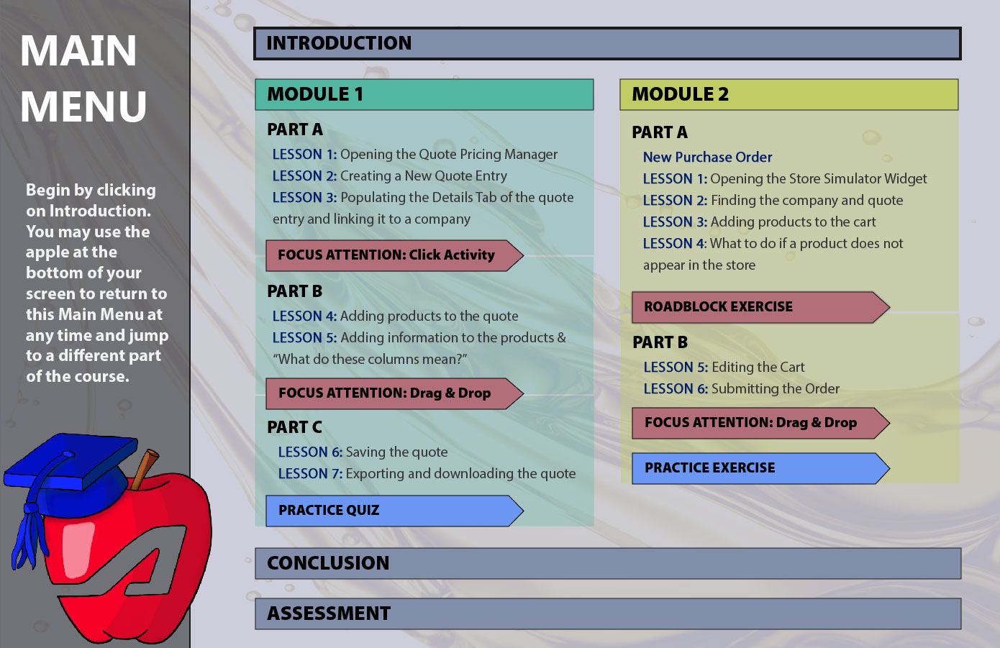 MAIN
MENU
Begin by clicking
on Introduction.
You may use the
apple at the
bottom of your
screen to return to
this Main Menu at
any time and jump
to a different part
of the course.
INTRODUCTION
MODULE 1
PART A
LESSON 1: Opening the Quote Pricing Manager
LESSON 2: Creating a New Quote Entry
LESSON 3: Populating the Details Tab of the quote
entry and linking it to a company
FOCUS ATTENTION: Click Activity
PART B
LESSON 4: Adding products to the quote
LESSON 5: Adding information to the products &
“What do these columns mean?”
FOCUS ATTENTION: Drag & Drop
PART C
LESSON 6: Saving the quote
LESSON 7: Exporting and downloading the quote
PRACTICE QUIZ
MODULE 2
PART A
New Purchase Order
LESSON 1: Opening the Store Simulator Widget
LESSON 2: Finding the company and quote
LESSON 3: Adding products to the cart
LESSON 4: What to do if a product does not
appear in the store
ROADBLOCK EXERCISE
PART B
LESSON 5: Editing the Cart
LESSON 6: Submitting the Order
FOCUS ATTENTION: Drag & Drop
PRACTICE EXERCISE
CONCLUSION
ASSESSMENT